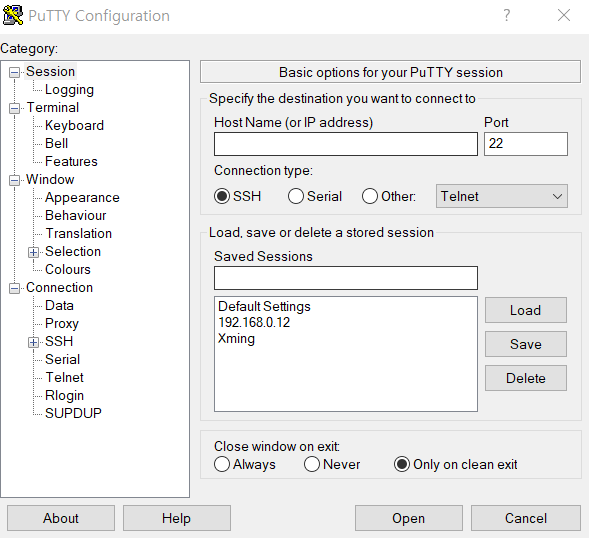 PuTTY Configuration
Category:
Session
Logging
Terminal
Keyboard
Bell
Features
Window
Appearance
Behaviour
Translation
Selection
Colours
Connection
Data
Proxy
SSH
Serial
Telnet
Rlogin
SUPDUP
Basic options for your PuTTY session
Specify the destination you want to connect to
Host Name (or IP address) Port
22
Connection type:
SSH Serial Other: Telnet
Load, save or delete a stored session
Saved Sessions
Default Settings
192.168.0.12
Xming
Load
Save
Delete
Close window on exit:
Always Never Only on clean exit
About Help Open Cancel